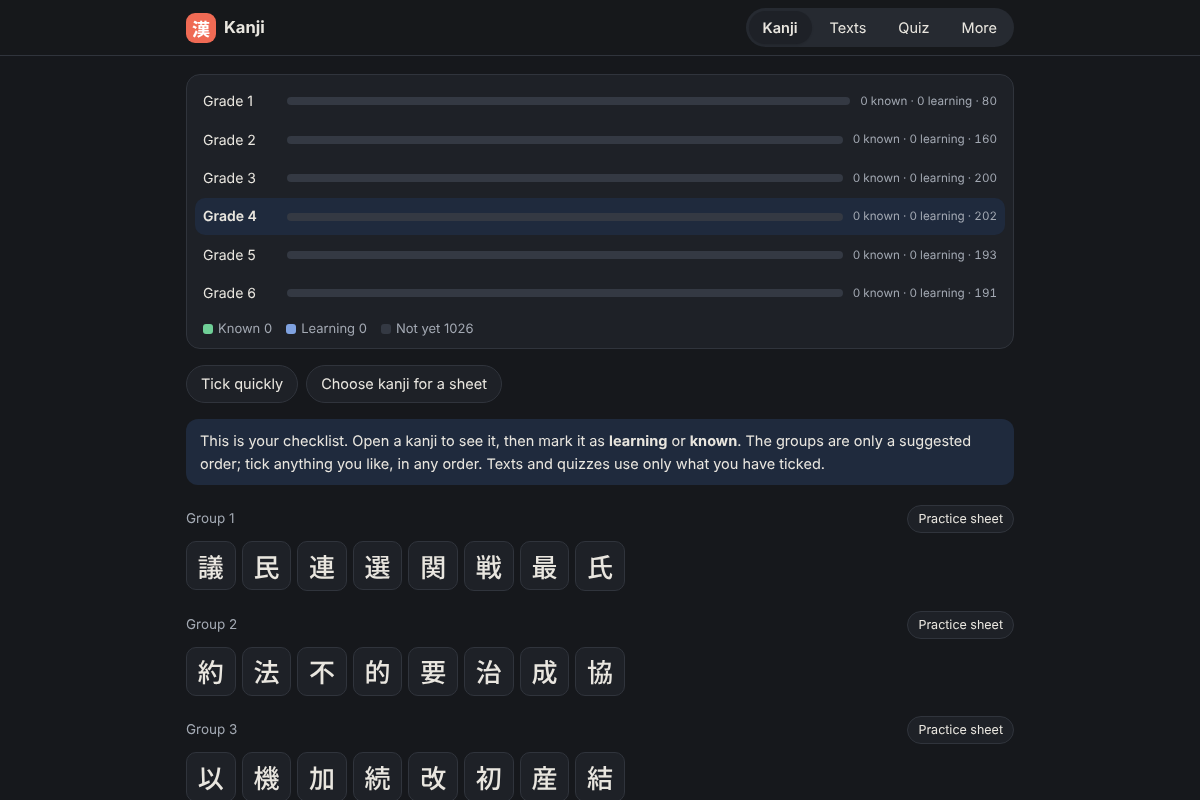 漢 Kanji
Kanji Texts Quiz More
Grade 1 0 known · 0 learning · 80
Grade 2 0 known · 0 learning · 160
Grade 3 0 known · 0 learning · 200
Grade 4 0 known · 0 learning · 202
Grade 5 0 known · 0 learning · 193
Grade 6 0 known · 0 learning · 191
Known 0 Learning 0 Not yet 1026
Tick quickly Choose kanji for a sheet
This is your checklist. Open a kanji to see it, then mark it as learning or known. The groups are only a suggested
order; tick anything you like, in any order. Texts and quizzes use only what you have ticked.
Group 1 Practice sheet
議 民 連 選 関 戦 最 氏
Group 2 Practice sheet
約 法 不 的 要 治 成 協
Group 3 Practice sheet
以 機 加 続 改 初 産 結